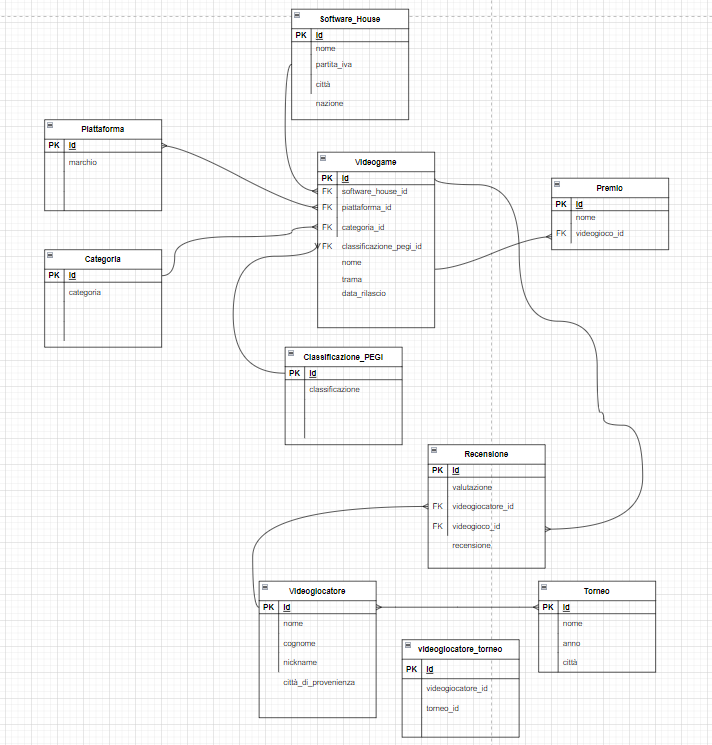 Software_House
PK id
nome
partita_iva
città
nazione
Piattaforma
PK id
marchio
Videogame
PK id
FK software_house_id
FK piattaforma_id
FK categoria_id
FK classificazione_pegi_id
nome
trama
data_rilascio
Premio
PK id
nome
FK videogioco_id
Categoria
PK id
categoria
Classificazione_PEGI
PK id
classificazione
Recensione
PK id
valutazione
FK videogiocatore_id
FK videogioco_id
recensione
Videogiocatore
PK id
nome
cognome
nickname
città_di_provenienza
Torneo
PK id
nome
anno
città
videogiocatore_torneo
PK id
videogiocatore_id
torneo_id